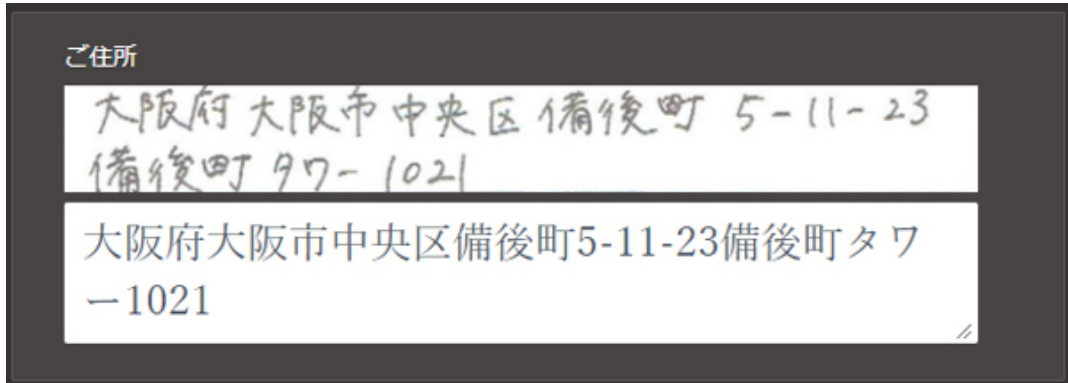 ご住所
大阪府大阪市中央区備後町 5-11-23
備後町タワー 1021
大阪府大阪市中央区備後町5-11-23備後町タワ
ー1021